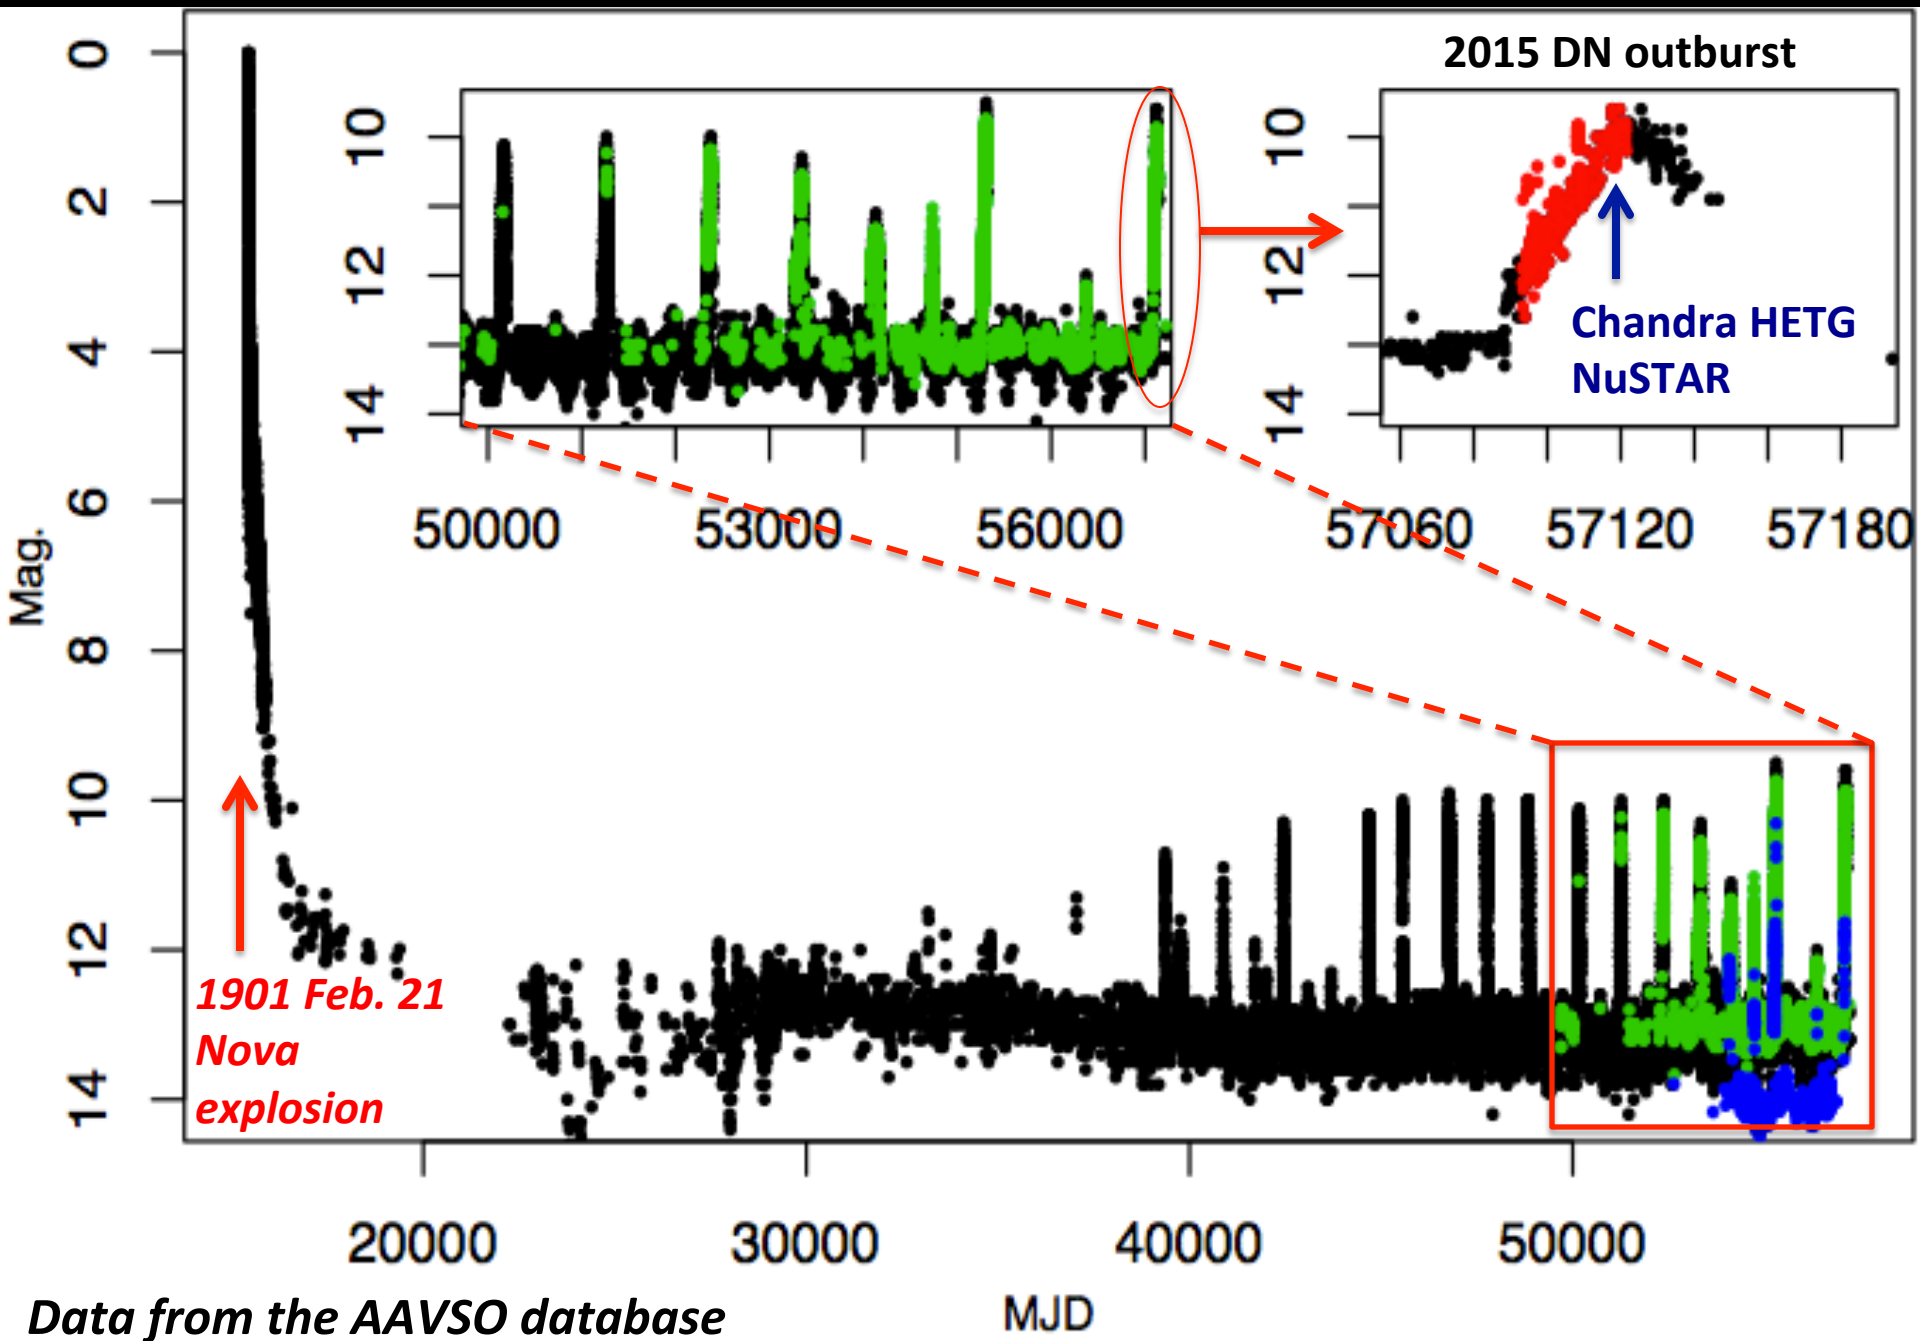 2015 DN outburst
0
2
4
6
8
10
12
14
Mag.
10
12
14
50000 53000 56000
10
12
14
57060 57120 57180
Chandra HETG
NuSTAR
1901 Feb. 21
Nova
explosion
20000 30000 40000 50000
MJD
Data from the AAVSO database